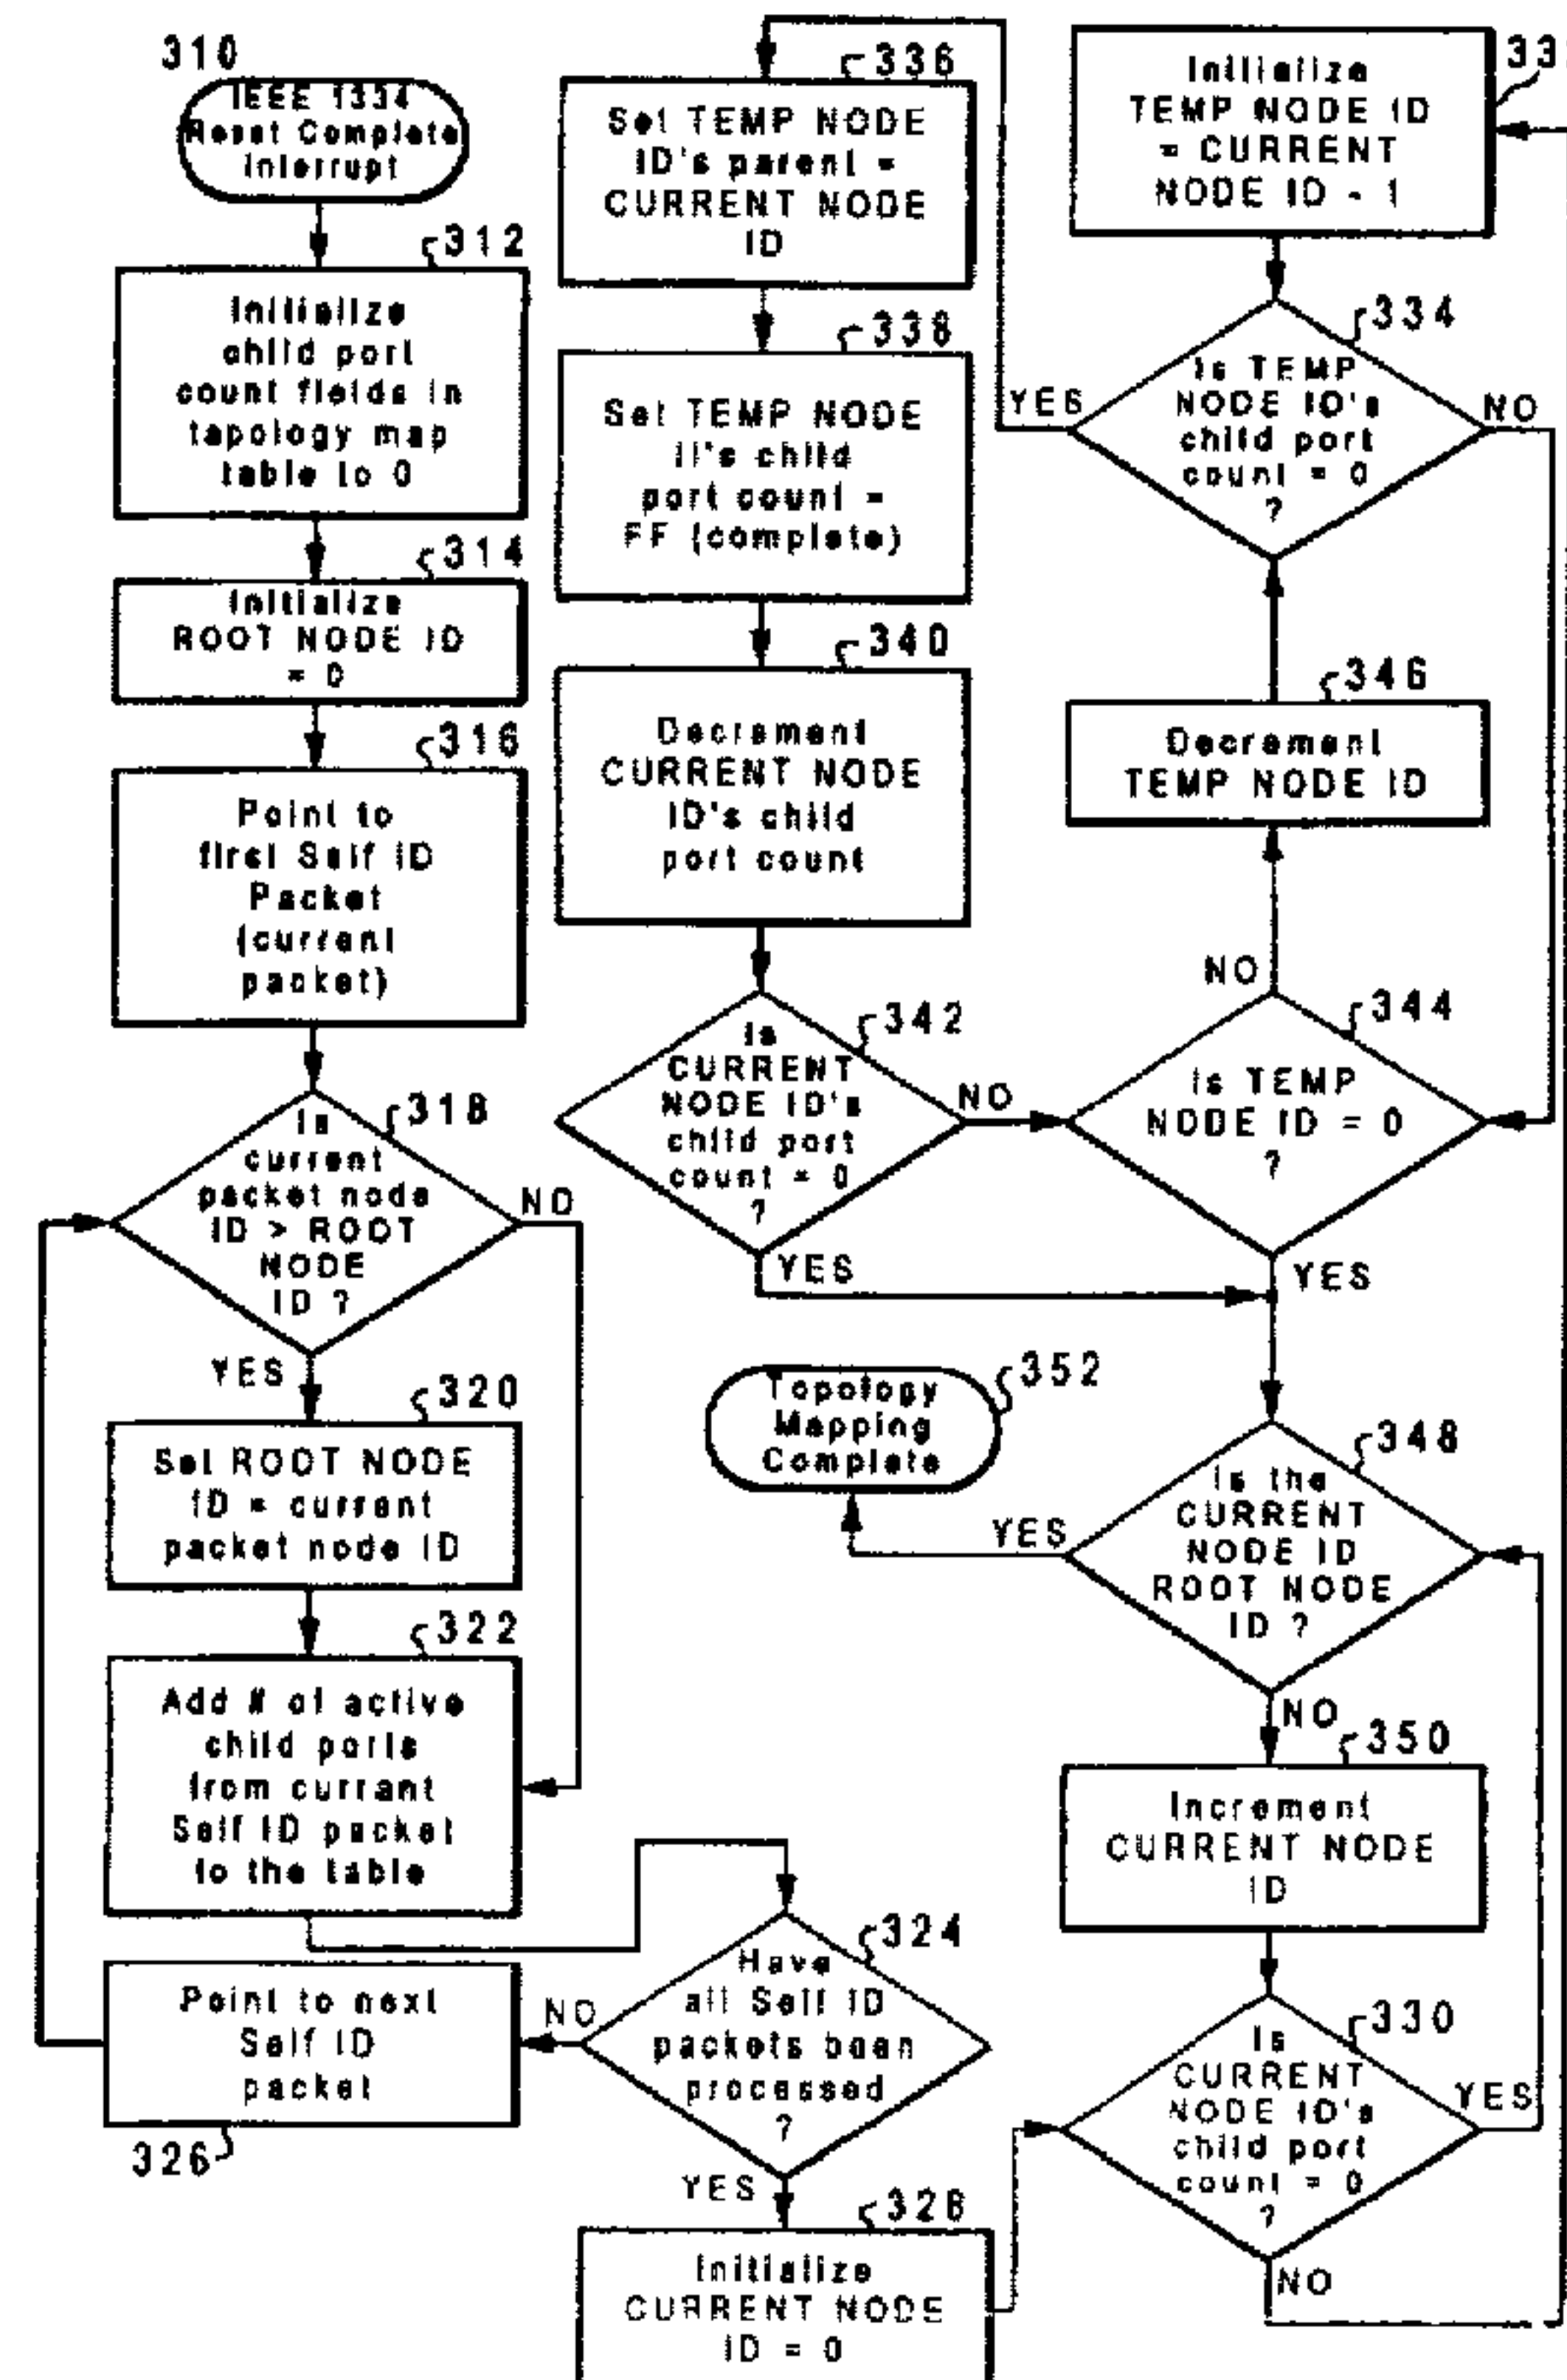 310
IEEE 1334
Reset Complete
Interrupt
312
Initialize
child port
count fields in
tapology map
table to 0
314
Initialize
ROOT NODE ID
= 0
316
Point to
first Self ID
Packet
(current
packet)
318
Is
current
packet node
ID > ROOT
NODE
ID ?
NO
YES
320
Set ROOT NODE
ID = current
packet node ID
322
Add # of active
child ports
from currant
Self ID packet
to the table
Point to next
Self ID
packet
326
336
Set TEMP NODE
ID's parent =
CURRENT NODE
ID
338
Set TEMP NODE
II's child
port count =
FF (complete)
340
Decrement
CURRENT NODE
ID's child
port count
342
Is
CURRENT
NODE ID's
child port
count = 0
?
NO
YES
352
Topology
Mapping
Complete
324
Have
all Self ID
packets been
processed
?
NO
YES
328
Initialize
CURRENT NODE
ID = 0
33
Initialize
TEMP NODE ID
= CURRENT
NODE ID - 1
334
Is TEMP
NODE ID's
child port
count = 0
?
YES
NO
346
Decrement
TEMP NODE ID
NO
344
Is TEMP
NODE ID = 0
?
YES
348
Is the
CURRENT
NODE ID
ROOT NODE
ID ?
YES
NO
350
Increment
CURRENT NODE
ID
330
Is
CURRENT
NODE ID's
child port
count = 0
?
YES
NO